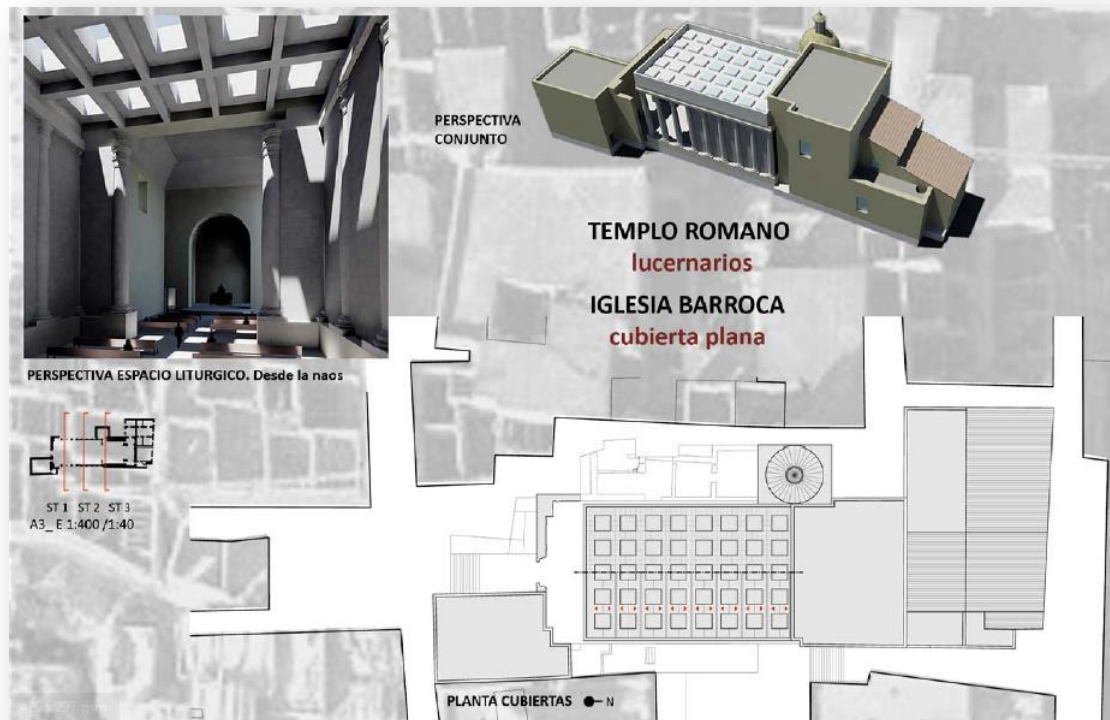 PERSPECTIVA
CONJUNTO
TEMPLO ROMANO
lucernarios
IGLESIA BARROCA
cubierta plana
PERSPECTIVA ESPACIO LITURGICO. Desde la naos
ST 1 ST 2 ST 3
A3_ E 1:400 /1:40
PLANTA CUBIERTAS N